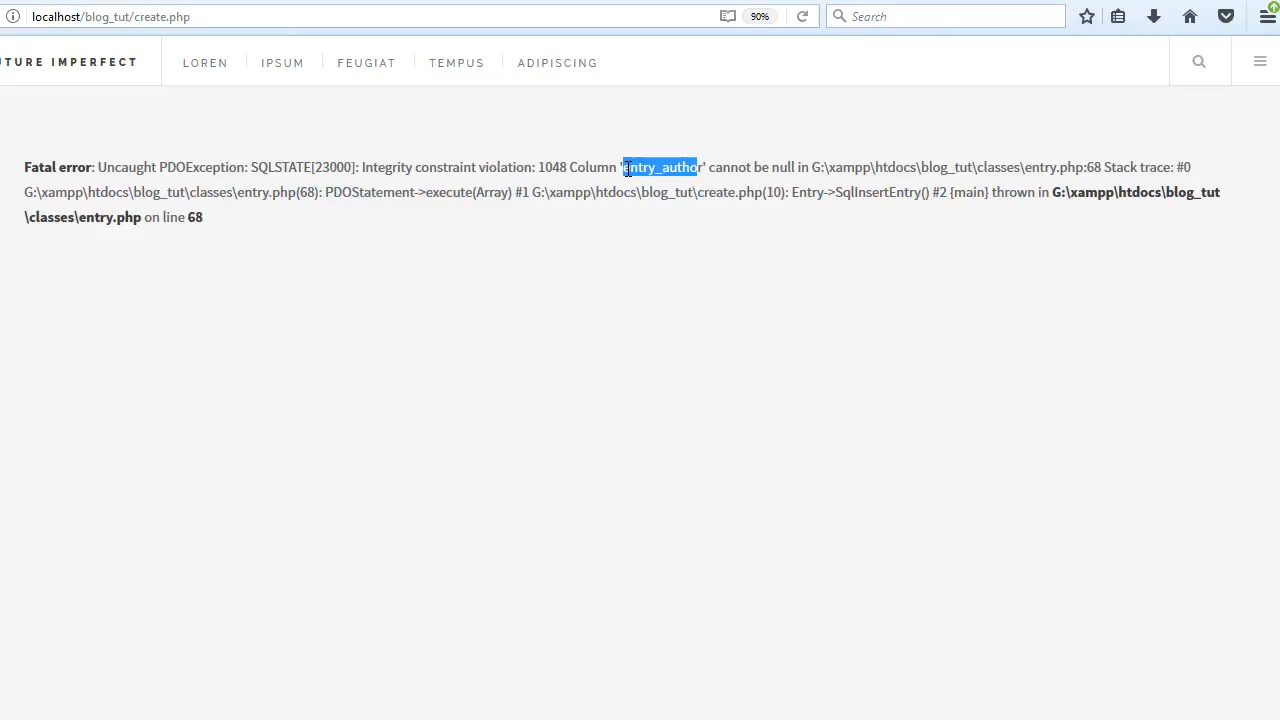 localhost/blog_tut/create.php
90%
Search
UTURE IMPERFECT
LOREN
IPSUM
FEUGIAT
TEMPUS
ADIPISCING
Fatal error: Uncaught PDOException: SQLSTATE[23000]: Integrity constraint violation: 1048 Column 'entry_author' cannot be null in G:\xampp\htdocs\blog_tut\classes\entry.php:68 Stack trace: #0
G:\xampp\htdocs\blog_tut\classes\entry.php(68): PDOStatement->execute(Array) #1 G:\xampp\htdocs\blog_tut\create.php(10): Entry->SqlInsertEntry() #2 {main} thrown in G:\xampp\htdocs\blog_tut
\classes\entry.php on line 68